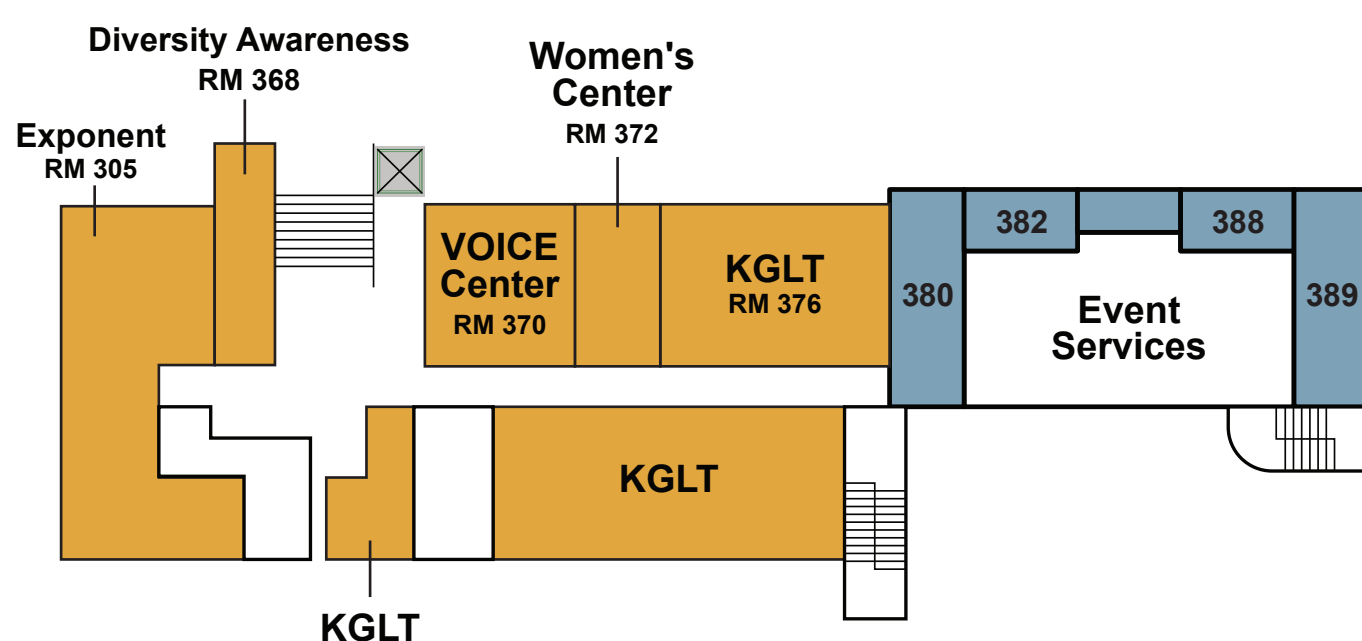 Diversity Awareness
RM 368
Women's
Center
RM 372
Exponent
RM 305
VOICE
Center
RM 370
KGLT
RM 376
380
382
388
389
Event
Services
KGLT
KGLT